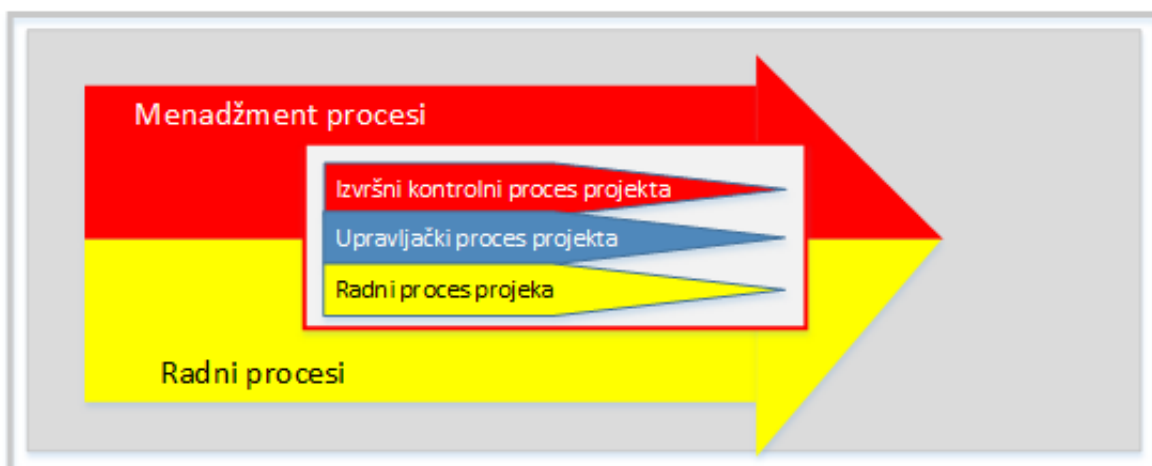 Menadžment procesi
Izvršni kontrolni proces projekta
Upravljački proces projekta
Radni proces projeka
Radni procesi